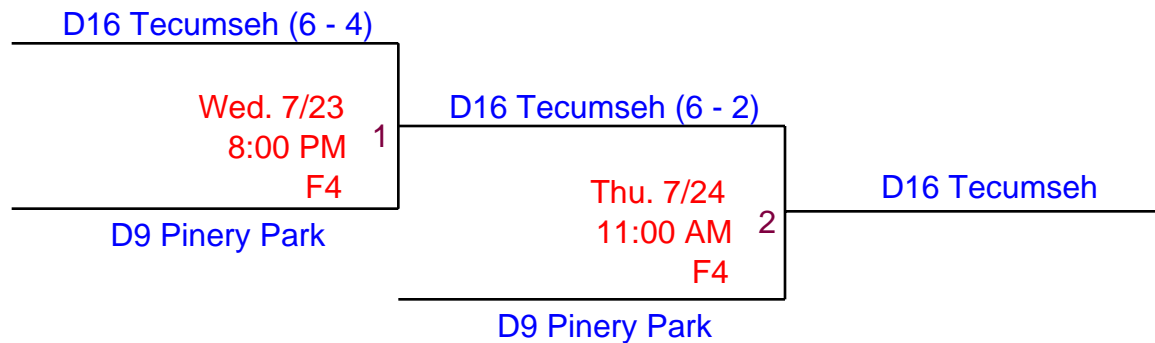 D16 Tecumseh (6 - 4)
Wed. 7/23
8:00 PM
1
F4
D9 Pinery Park
D16 Tecumseh (6 - 2)
Thu. 7/24
11:00 AM
2
F4
D9 Pinery Park
D16 Tecumseh